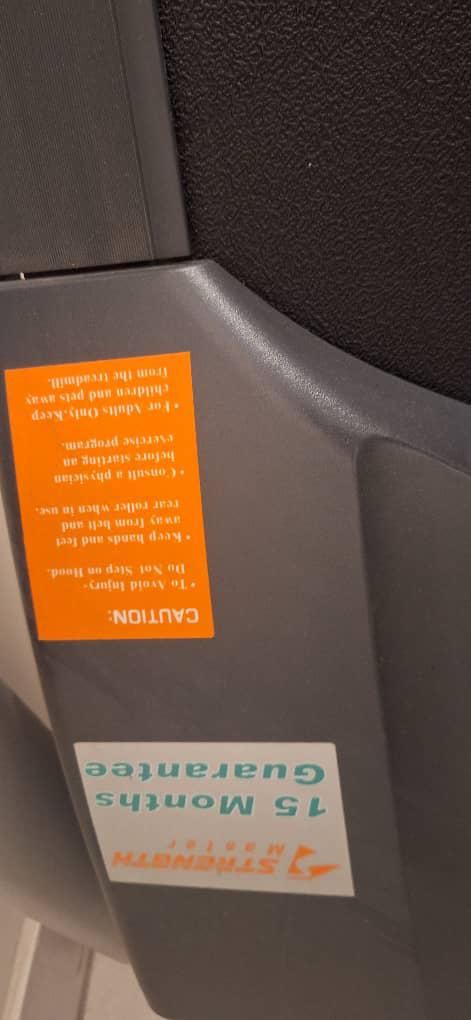 STRENGTH
Master
15 Months
Guarantee
CAUTION:
• To Avoid Injury-
Do Not Step on Hood.
• Keep hands and feet
away from belt and
rear roller when in use.
• Consult a physician
before starting an
exercise program.
• For Adults Only.Keep
children and pets away
from the treadmill.